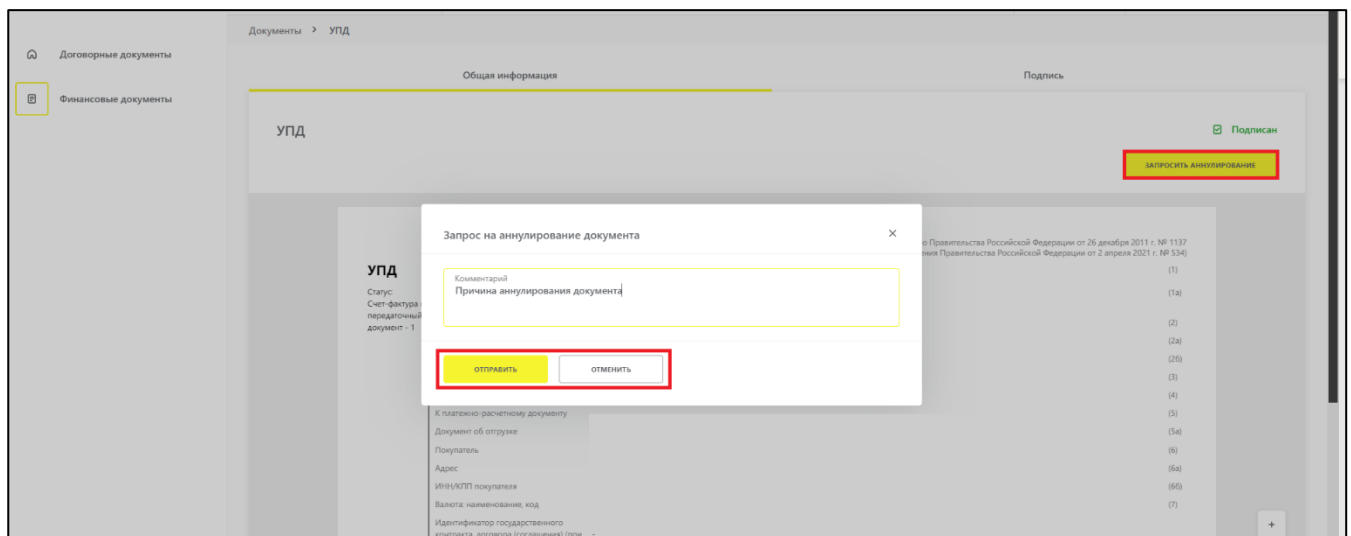 Документы > УПД
Договорные документы
Финансовые документы
Общая информация
Подпись
УПД
Подписан
ЗАПРОСИТЬ АННУЛИРОВАНИЕ
Запрос на аннулирование документа
Комментарий
Причина аннулирования документа
ОТПРАВИТЬ
ОТМЕНИТЬ
Правительства Российской Федерации от 26 декабря 2011 г. № 1137
Правительства Российской Федерации от 2 апреля 2021 г. № 534)
УПД
(1)
Статус:
(1а)
Счет-фактура
передаточный
документ - 1
(2)
(2а)
(2б)
(3)
(4)
К платежно-расчетному документу
(5)
Документ об отгрузке
(5а)
Покупатель
(6)
Адрес
(6а)
ИНН/КПП покупателя
(6б)
Валюта: наименование, код
(7)
Идентификатор государственного
контракта, договора (соглашения) (при -
+